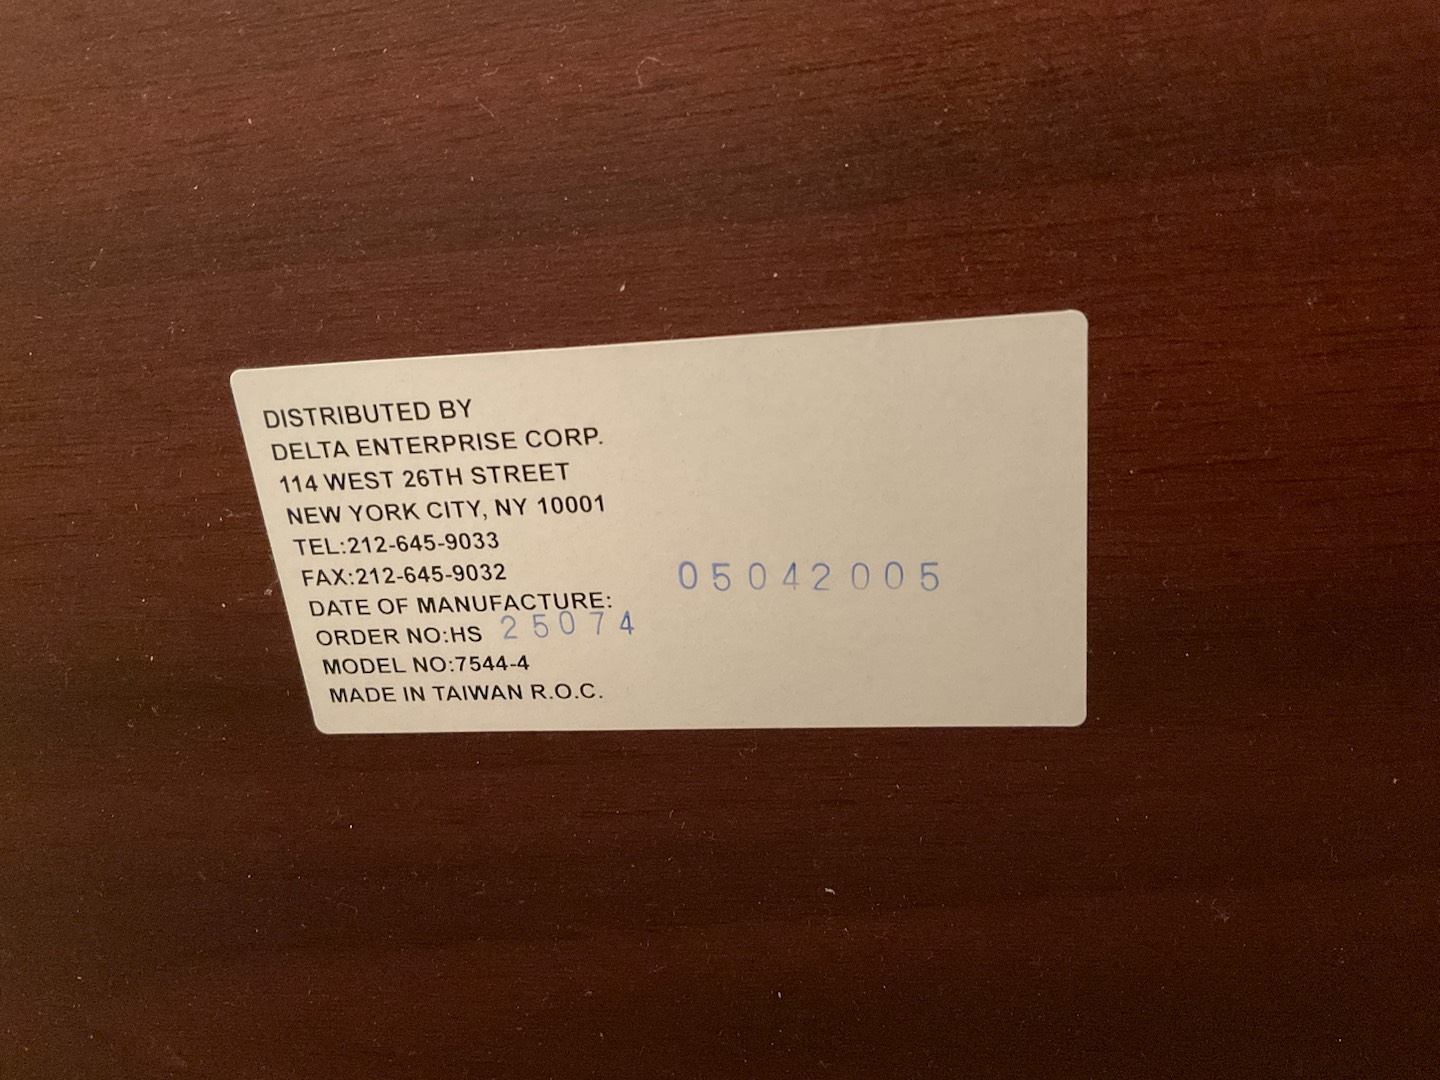 DISTRIBUTED BY
DELTA ENTERPRISE CORP.
114 WEST 26TH STREET
NEW YORK CITY, NY 10001
TEL:212-645-9033
FAX:212-645-9032
DATE OF MANUFACTURE: 05042005
ORDER NO:HS 25074
MODEL NO:7544-4
MADE IN TAIWAN R.O.C.